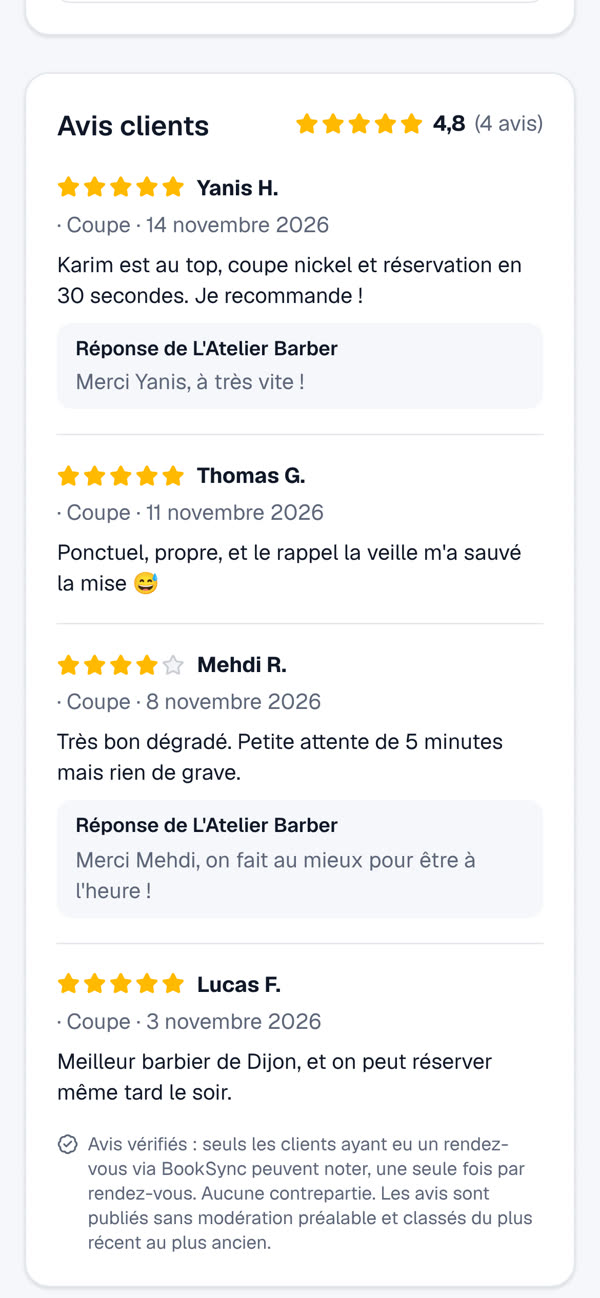 Avis clients
4,8 (4 avis)
Yanis H.
· Coupe · 14 novembre 2026
Karim est au top, coupe nickel et réservation en
30 secondes. Je recommande !
Réponse de L'Atelier Barber
Merci Yanis, à très vite !
Thomas G.
· Coupe · 11 novembre 2026
Ponctuel, propre, et le rappel la veille m'a sauvé
la mise 😅
Mehdi R.
· Coupe · 8 novembre 2026
Très bon dégradé. Petite attente de 5 minutes
mais rien de grave.
Réponse de L'Atelier Barber
Merci Mehdi, on fait au mieux pour être à
l'heure !
Lucas F.
· Coupe · 3 novembre 2026
Meilleur barbier de Dijon, et on peut réserver
même tard le soir.
Avis vérifiés : seuls les clients ayant eu un rendez-
vous via BookSync peuvent noter, une seule fois par
rendez-vous. Aucune contrepartie. Les avis sont
publiés sans modération préalable et classés du plus
récent au plus ancien.